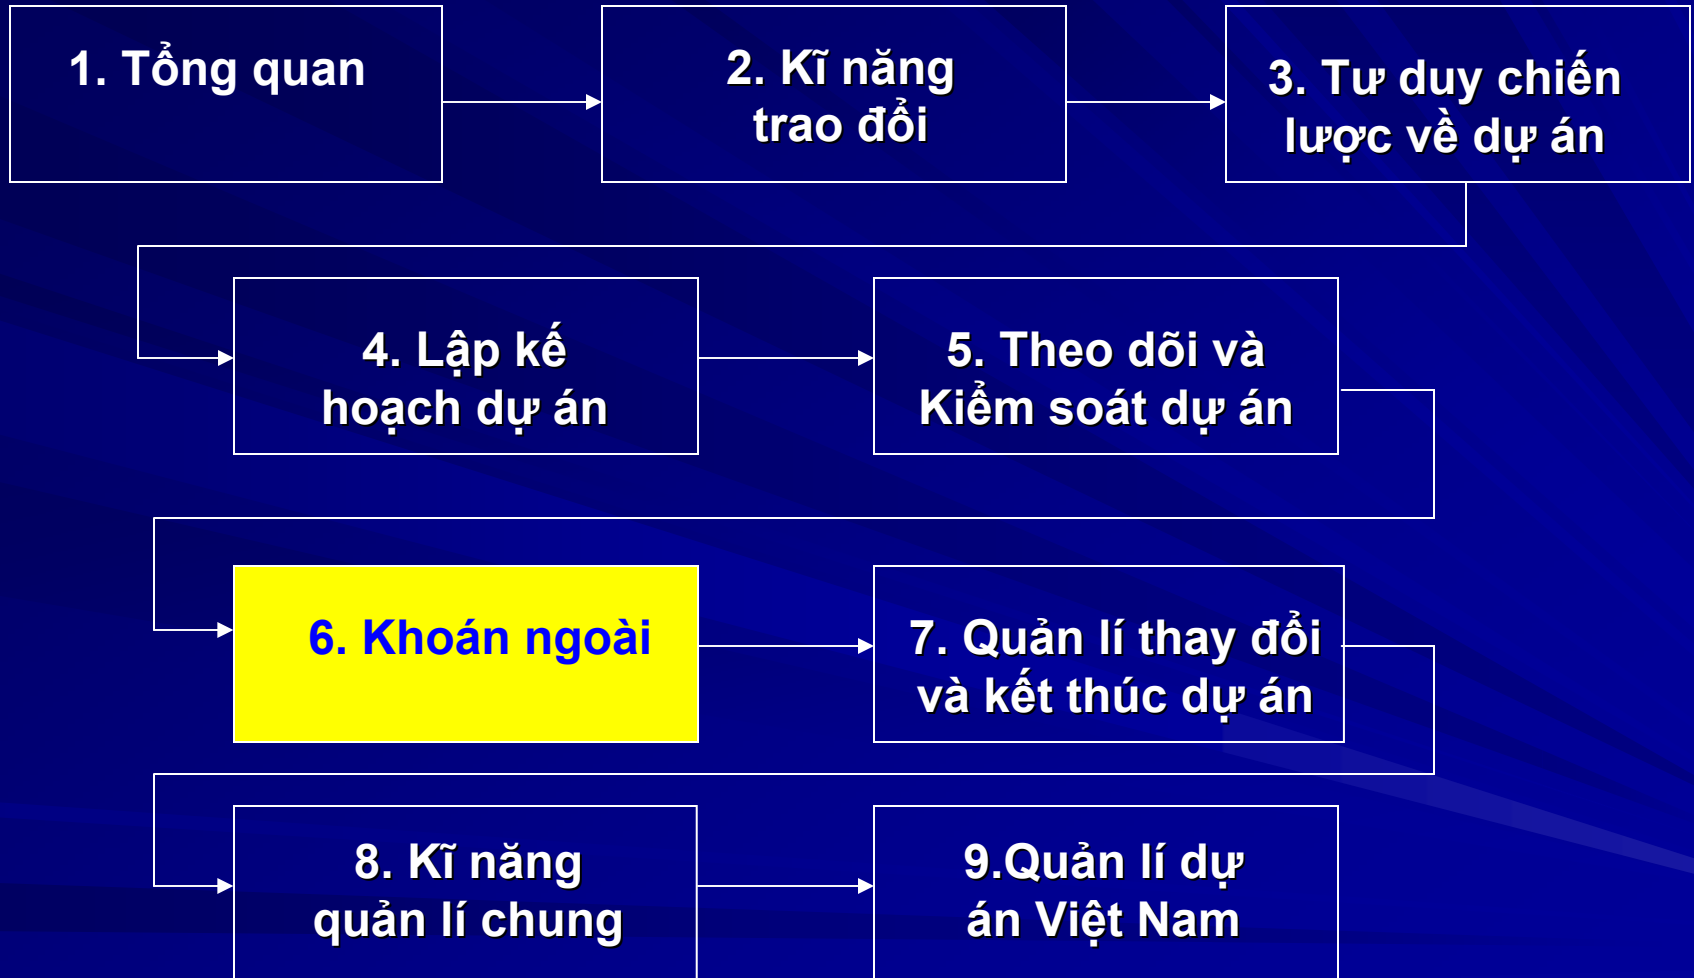 1. Tổng quan
2. Kĩ năng
trao đổi
3. Tư duy chiến
lược về dự án
4. Lập kế
hoạch dự án
5. Theo dõi và
Kiểm soát dự án
6. Khoán ngoài
7. Quản lí thay đổi
và kết thúc dự án
8. Kĩ năng
quản lí chung
9.Quản lí dự
án Việt Nam